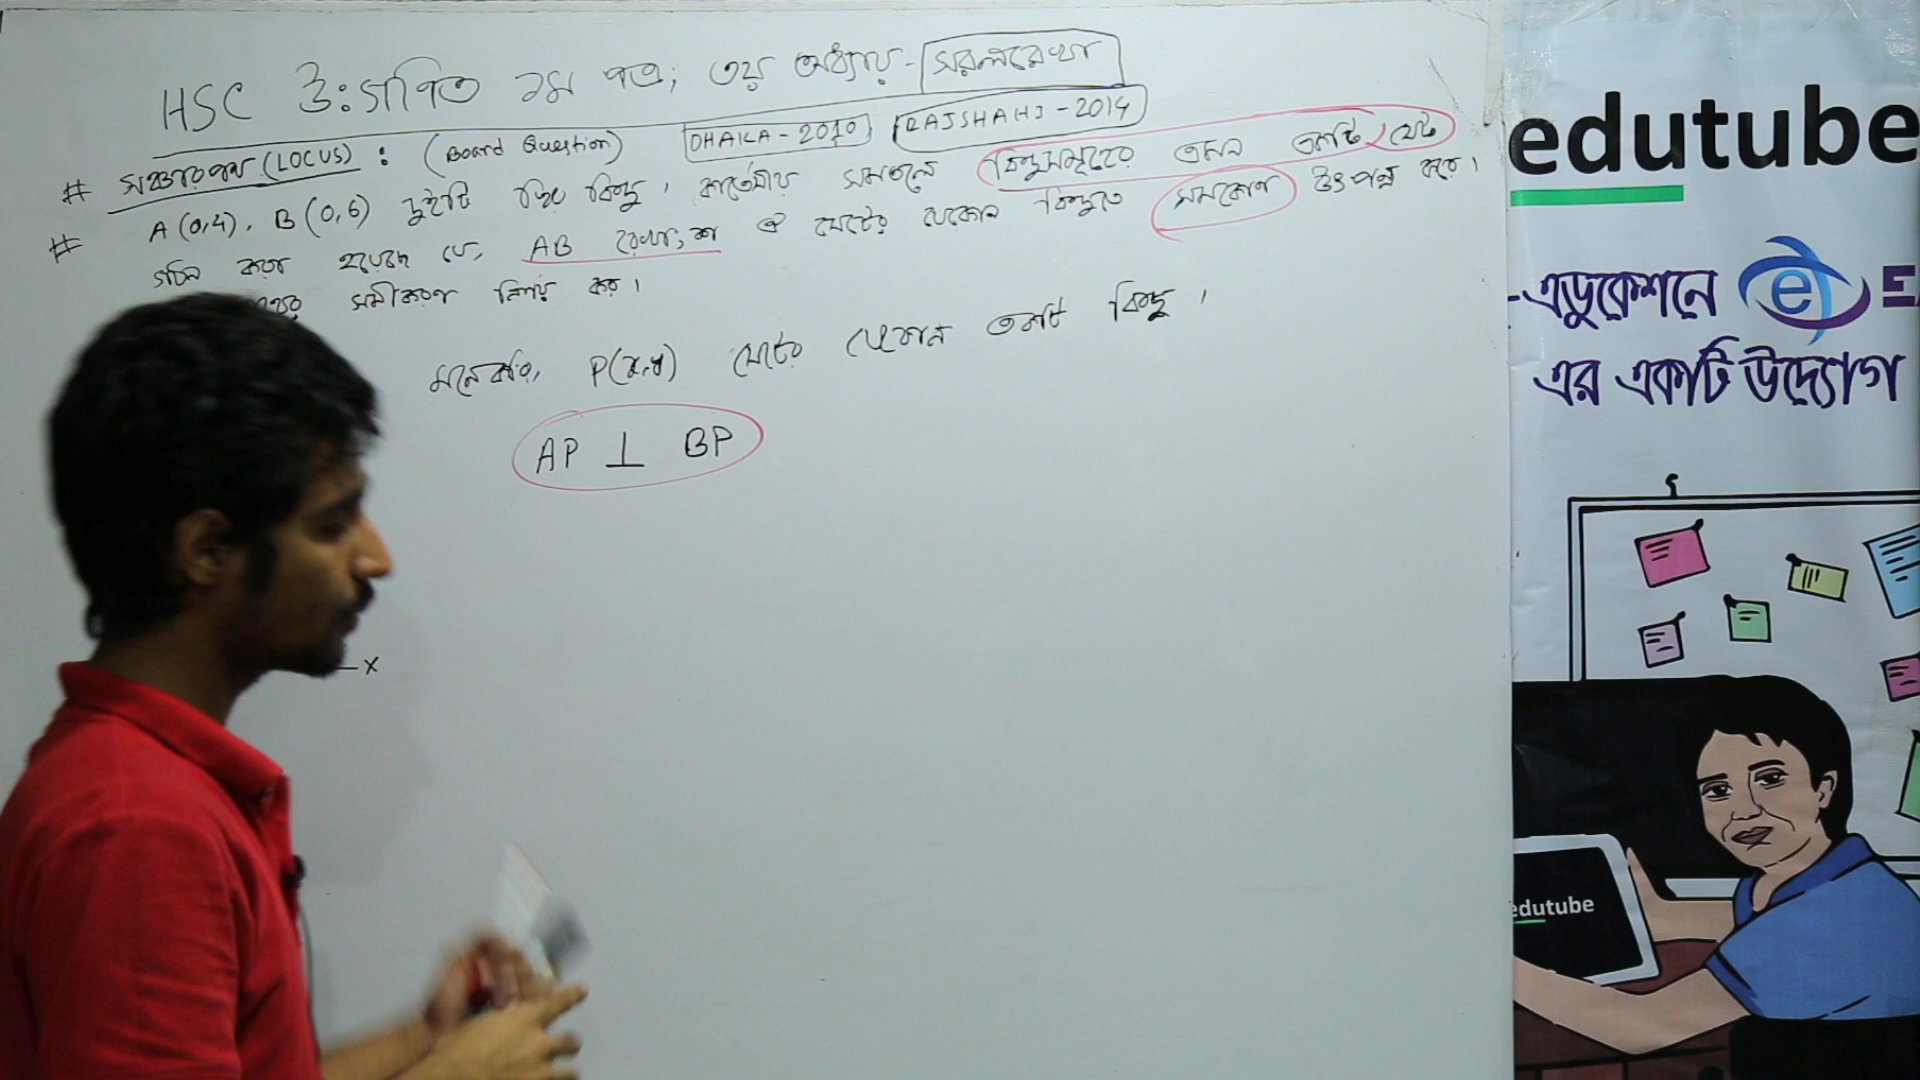 HSC উঃগণিত ১ম পত্র; ৩য় অধ্যায় - সরলরেখা
# সঞ্চারপথ (LOCUS) : (Board Question) DHAKA - 2010 RAJSHAHI - 2014
# A(0,4), B(0,6) দুইটি স্থির বিন্দু। কার্তেসীয় সমতলে বিন্দুসমূহের এমন একটি সেট
গঠন করা হয়েছে যে, AB রেখাংশ ঐ সেটের যেকোন বিন্দুতে সমকোণ উৎপন্ন করে।
সমীকরণ নির্ণয় কর।
মনেকরি, P(x,y) সেটের যেকোন একটি বিন্দু।
AP ⊥ BP
X
edutube
-এডুকেশনে e E
এর একটি উদ্যোগ
edutube